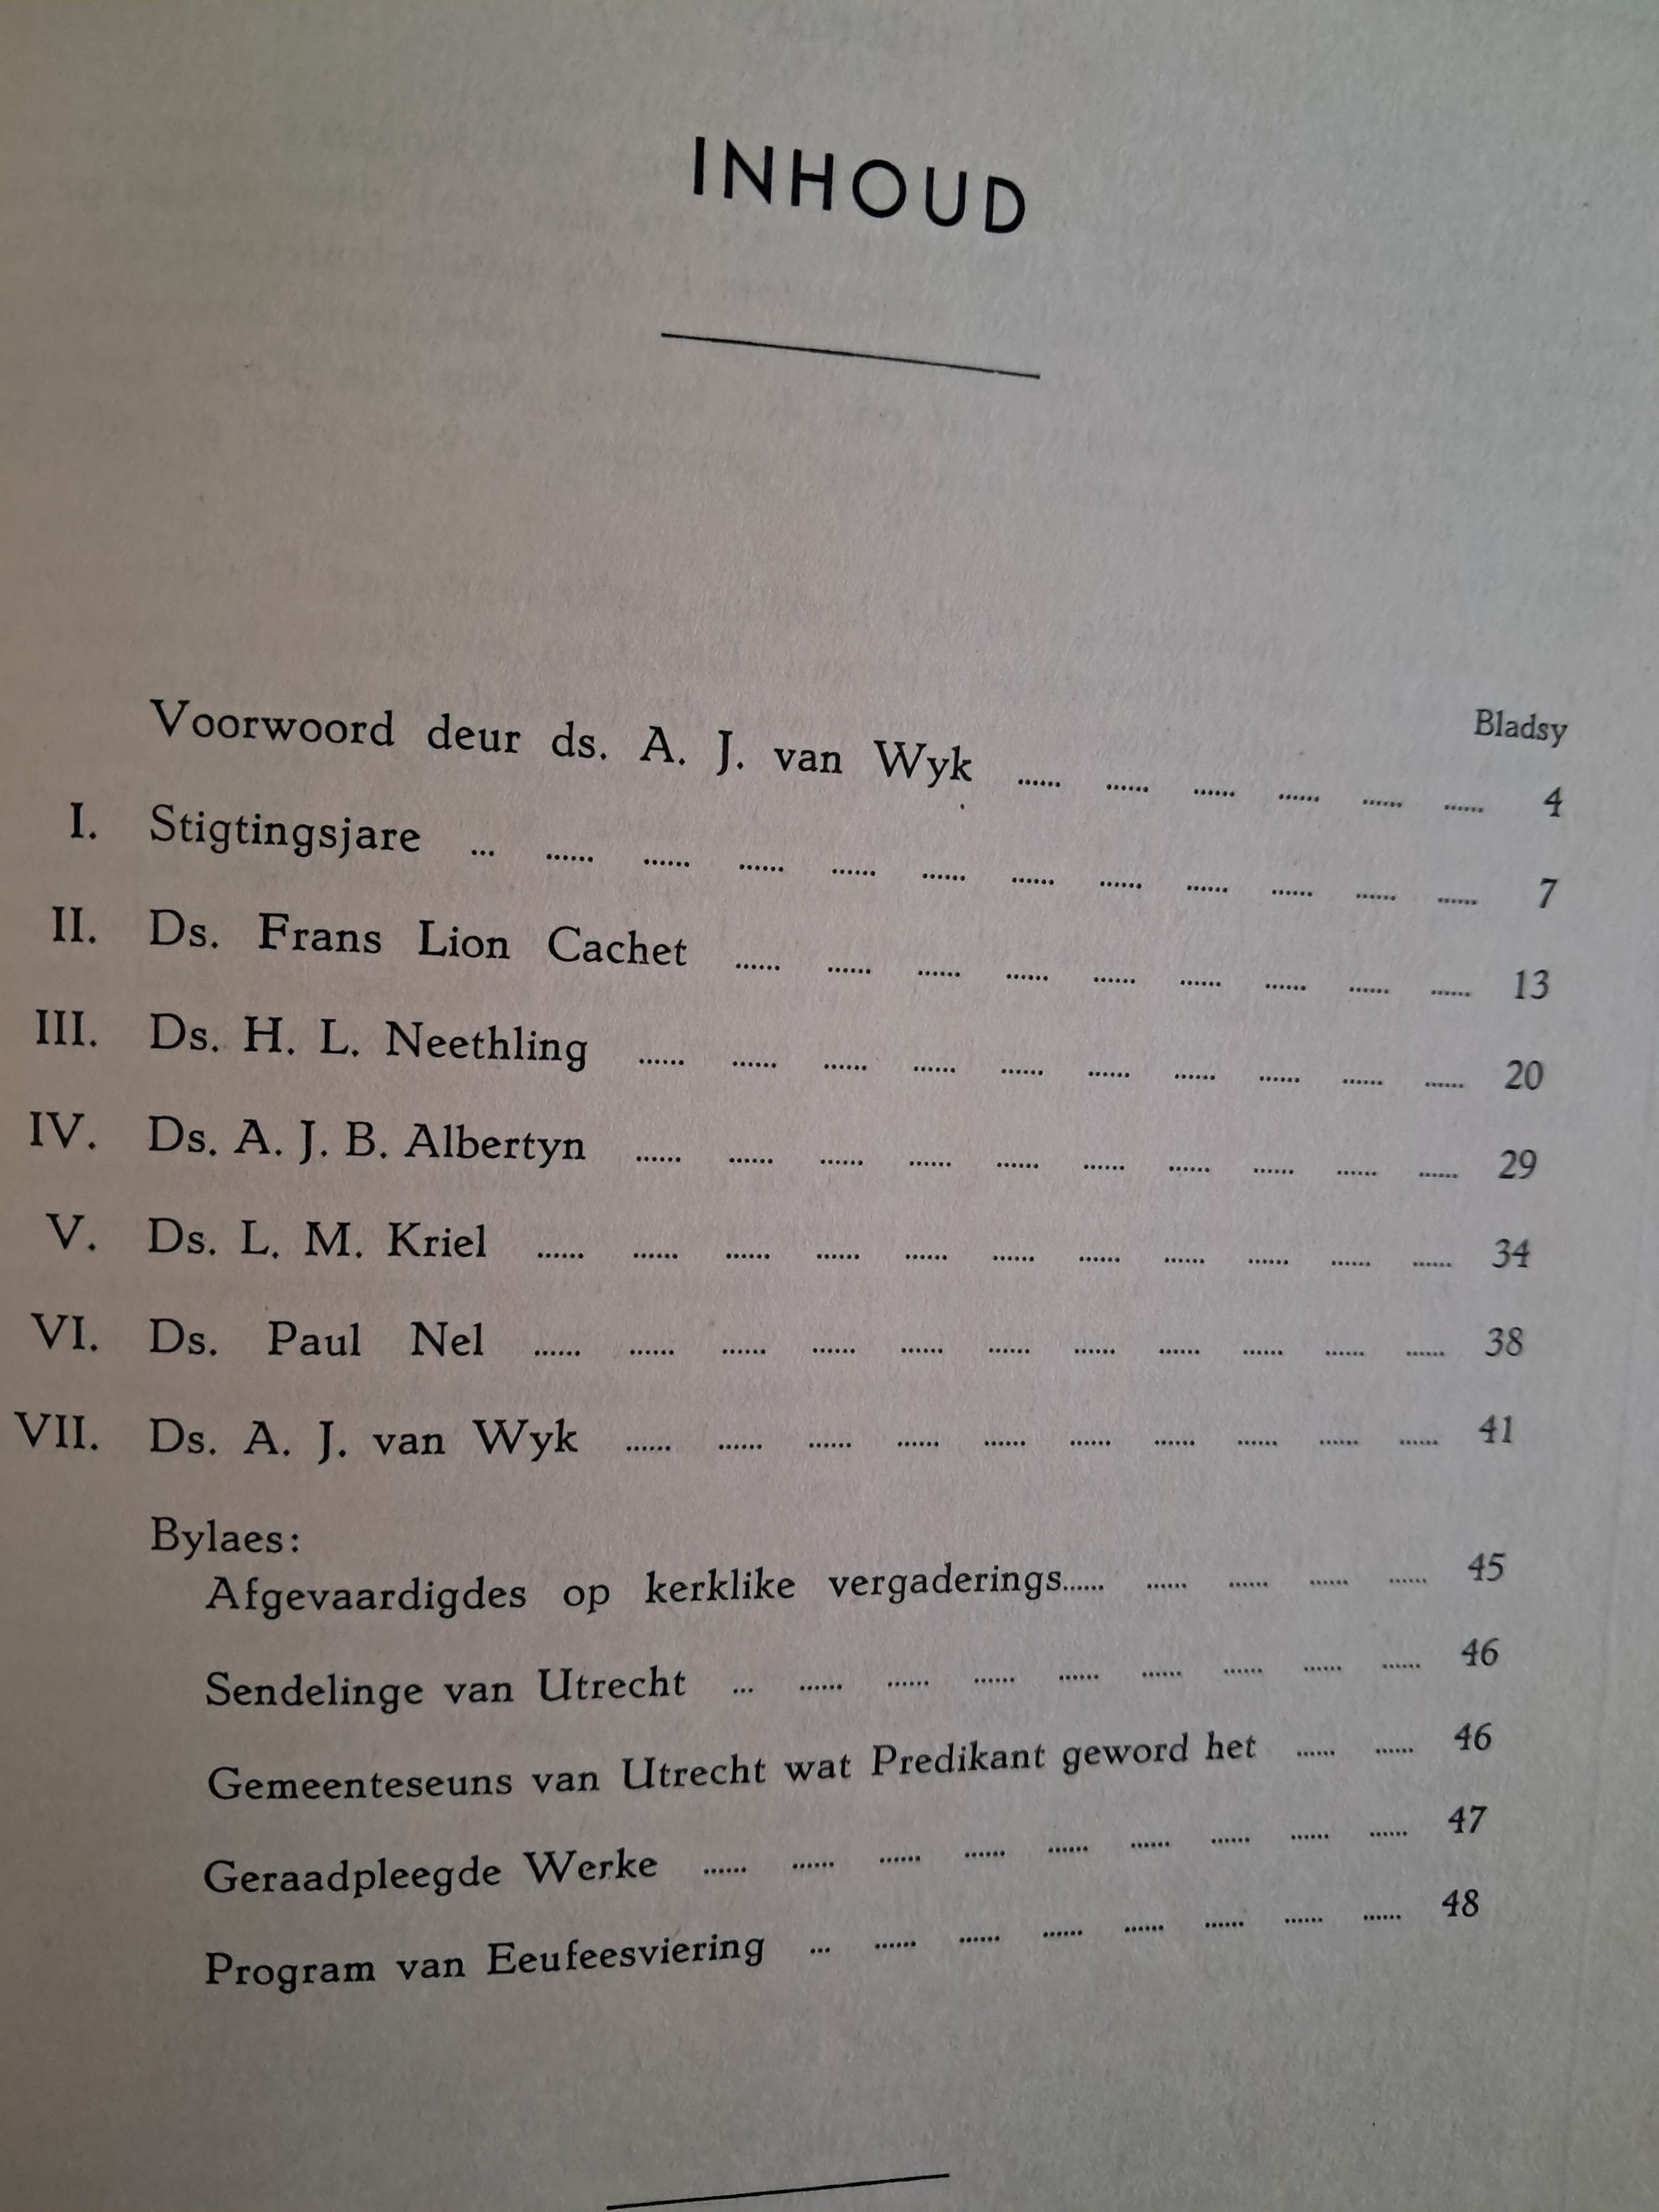 INHOUD
Bladsy
Voorwoord deur ds. A. J. van Wyk ...... ...... ...... ...... ...... ...... 4
I. Stigtingsjare ... ...... ...... ...... ...... ...... ...... ...... ...... ...... ...... ...... 7
II. Ds. Frans Lion Cachet ...... ...... ...... ...... ...... ...... ...... ...... ...... 13
III. Ds. H. L. Neethling ...... ...... ...... ...... ...... ...... ...... ...... ...... ...... 20
IV. Ds. A. J. B. Albertyn ...... ...... ...... ...... ...... ...... ...... ...... ...... ...... 29
V. Ds. L. M. Kriel ...... ...... ...... ...... ...... ...... ...... ...... ...... ...... ...... 34
VI. Ds. Paul Nel ...... ...... ...... ...... ...... ...... ...... ...... ...... ...... ...... 38
VII. Ds. A. J. van Wyk ...... ...... ...... ...... ...... ...... ...... ...... ...... ...... 41
Bylaes:
Afgevaardigdes op kerklike vergaderings...... ...... ...... ...... ...... 45
Sendelinge van Utrecht ... ...... ...... ...... ...... ...... ...... ...... ...... 46
Gemeenteseuns van Utrecht wat Predikant geword het ...... ...... 46
Geraadpleegde Werke ...... ...... ...... ...... ...... ...... ...... ...... ...... 47
Program van Eeufeesviering ... ...... ...... ...... ...... ...... ...... ...... 48